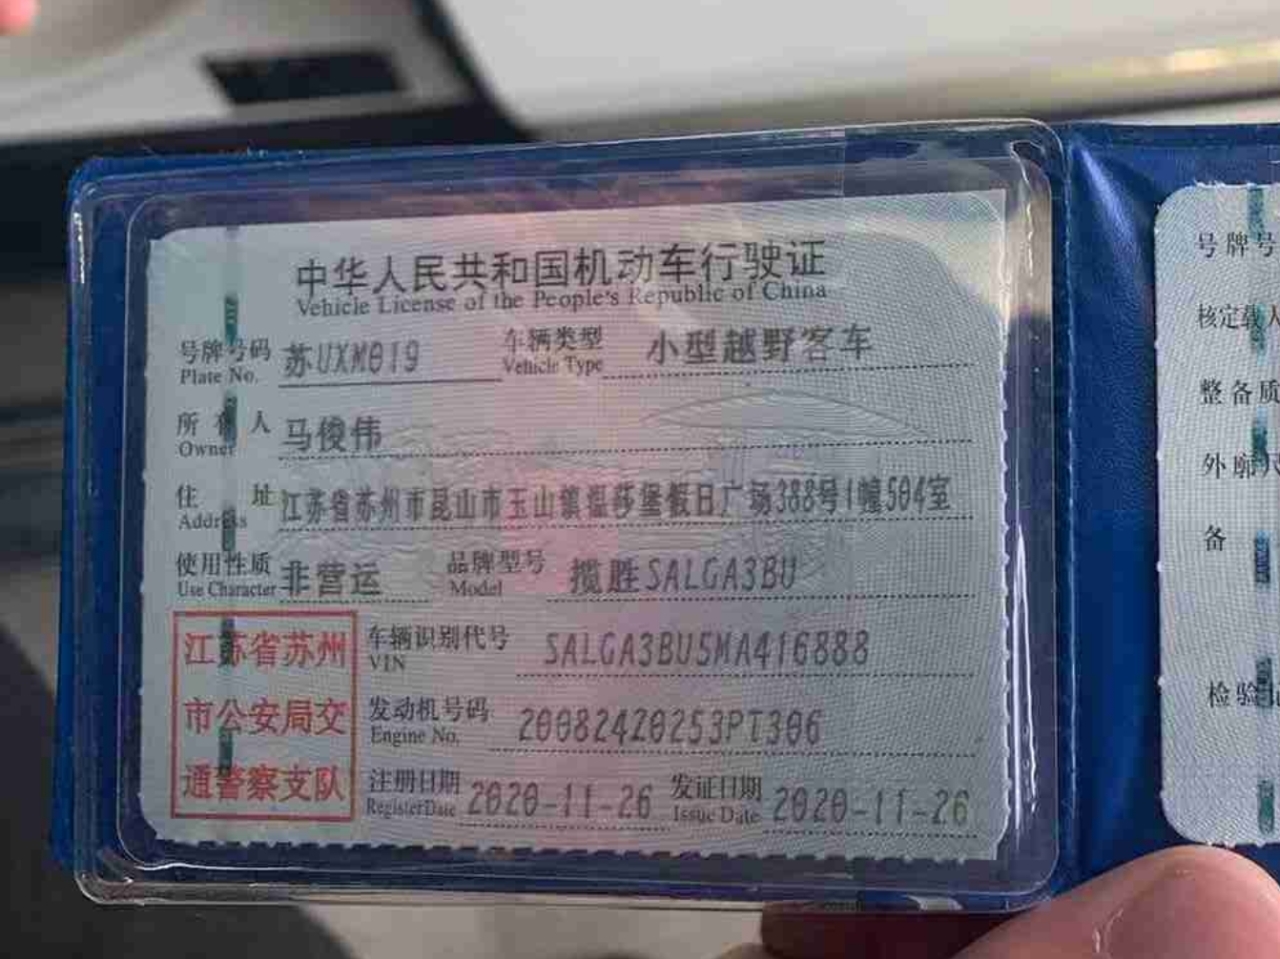 中华人民共和国机动车行驶证
Vehicle License of the People's Republic of China
号牌号码 苏UXM019 车辆类型 小型越野客车
Plate No. Vehicle Type
所有人 马俊伟
Owner
住址 江苏省苏州市昆山市玉山镇温莎堡假日广场388号1幢504室
Address
使用性质 非营运 品牌型号 揽胜SALGA3BU
Use Character Model
江苏省苏州
市公安局交
通警察支队
车辆识别代号 SALGA3BU5MA416888
VIN
发动机号码 20082420253PT306
Engine No.
注册日期 2020-11-26 发证日期 2020-11-26
Register Date Issue Date
号牌号
核定载人
整备质
外廓尺
备
检验